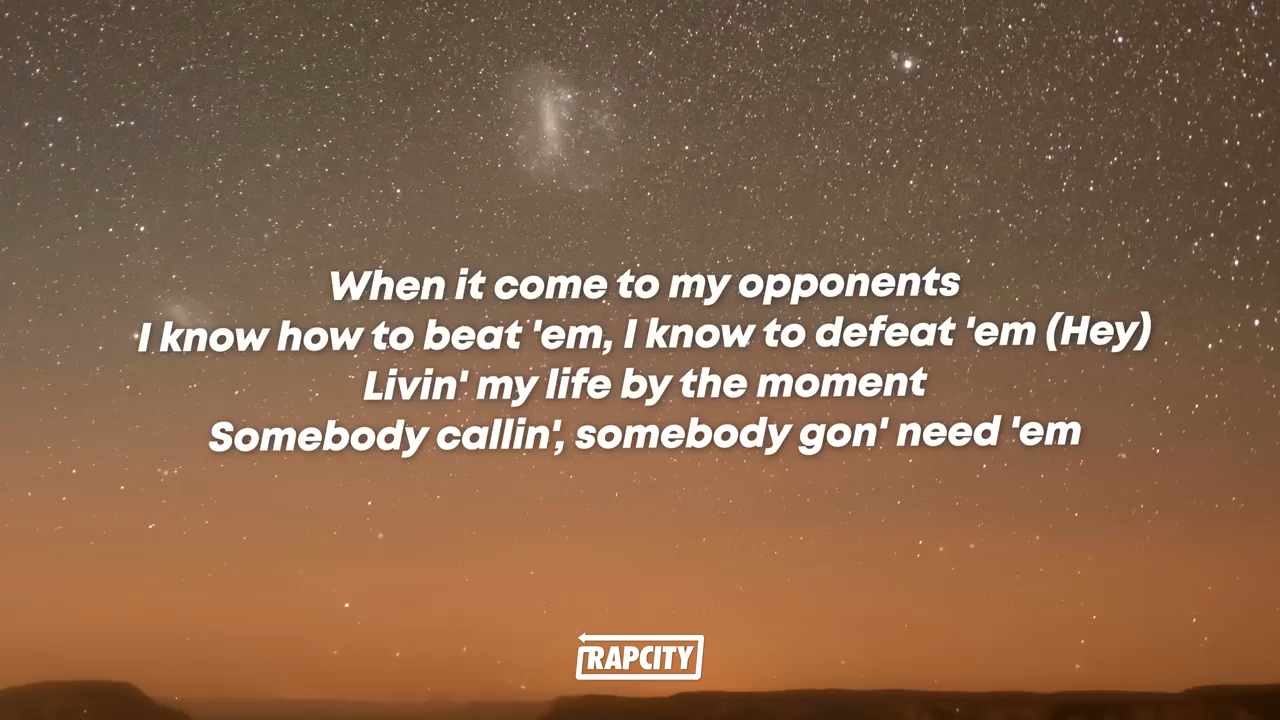 When it come to my opponents
I know how to beat 'em, I know to defeat 'em (Hey)
Livin' my life by the moment
Somebody callin', somebody gon' need 'em
RAPCITY